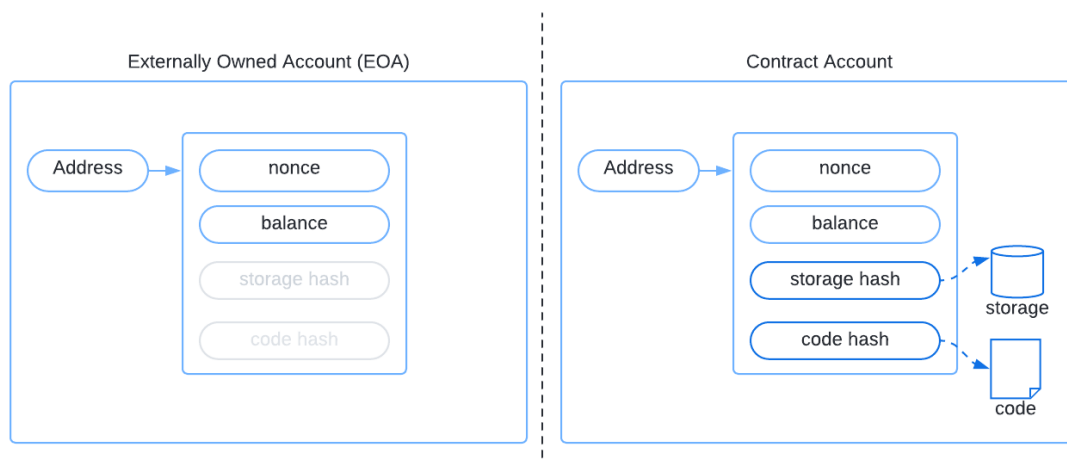 Externally Owned Account (EOA)
Address
nonce
balance
storage hash
code hash
Contract Account
Address
nonce
balance
storage hash
code hash
storage
code